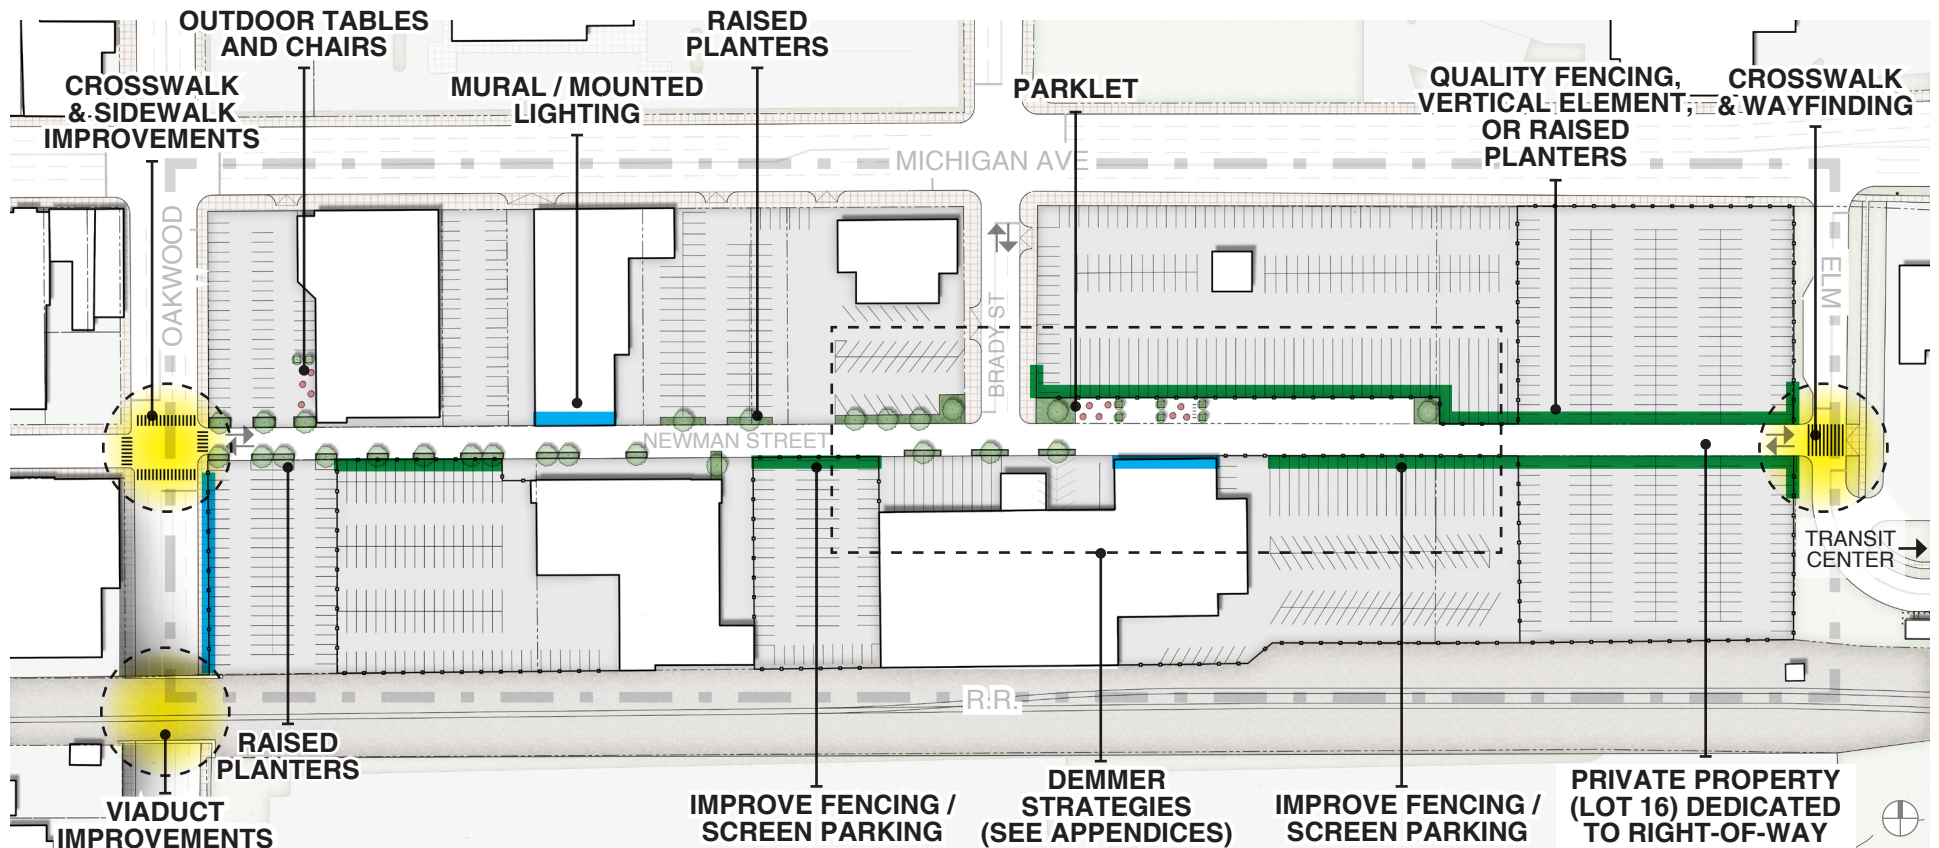 OUTDOOR TABLES
AND CHAIRS
RAISED
PLANTERS
CROSSWALK
& SIDEWALK
IMPROVEMENTS
MURAL / MOUNTED
LIGHTING
PARKLET
QUALITY FENCING,
VERTICAL ELEMENT,
OR RAISED
PLANTERS
CROSSWALK
& WAYFINDING
MICHIGAN AVE
OAKWOOD
BRADY ST
ELM
NEWMAN STREET
TRANSIT
CENTER
R.R.
RAISED
PLANTERS
VIADUCT
IMPROVEMENTS
IMPROVE FENCING /
SCREEN PARKING
DEMMER
STRATEGIES
(SEE APPENDICES)
IMPROVE FENCING /
SCREEN PARKING
PRIVATE PROPERTY
(LOT 16) DEDICATED
TO RIGHT-OF-WAY